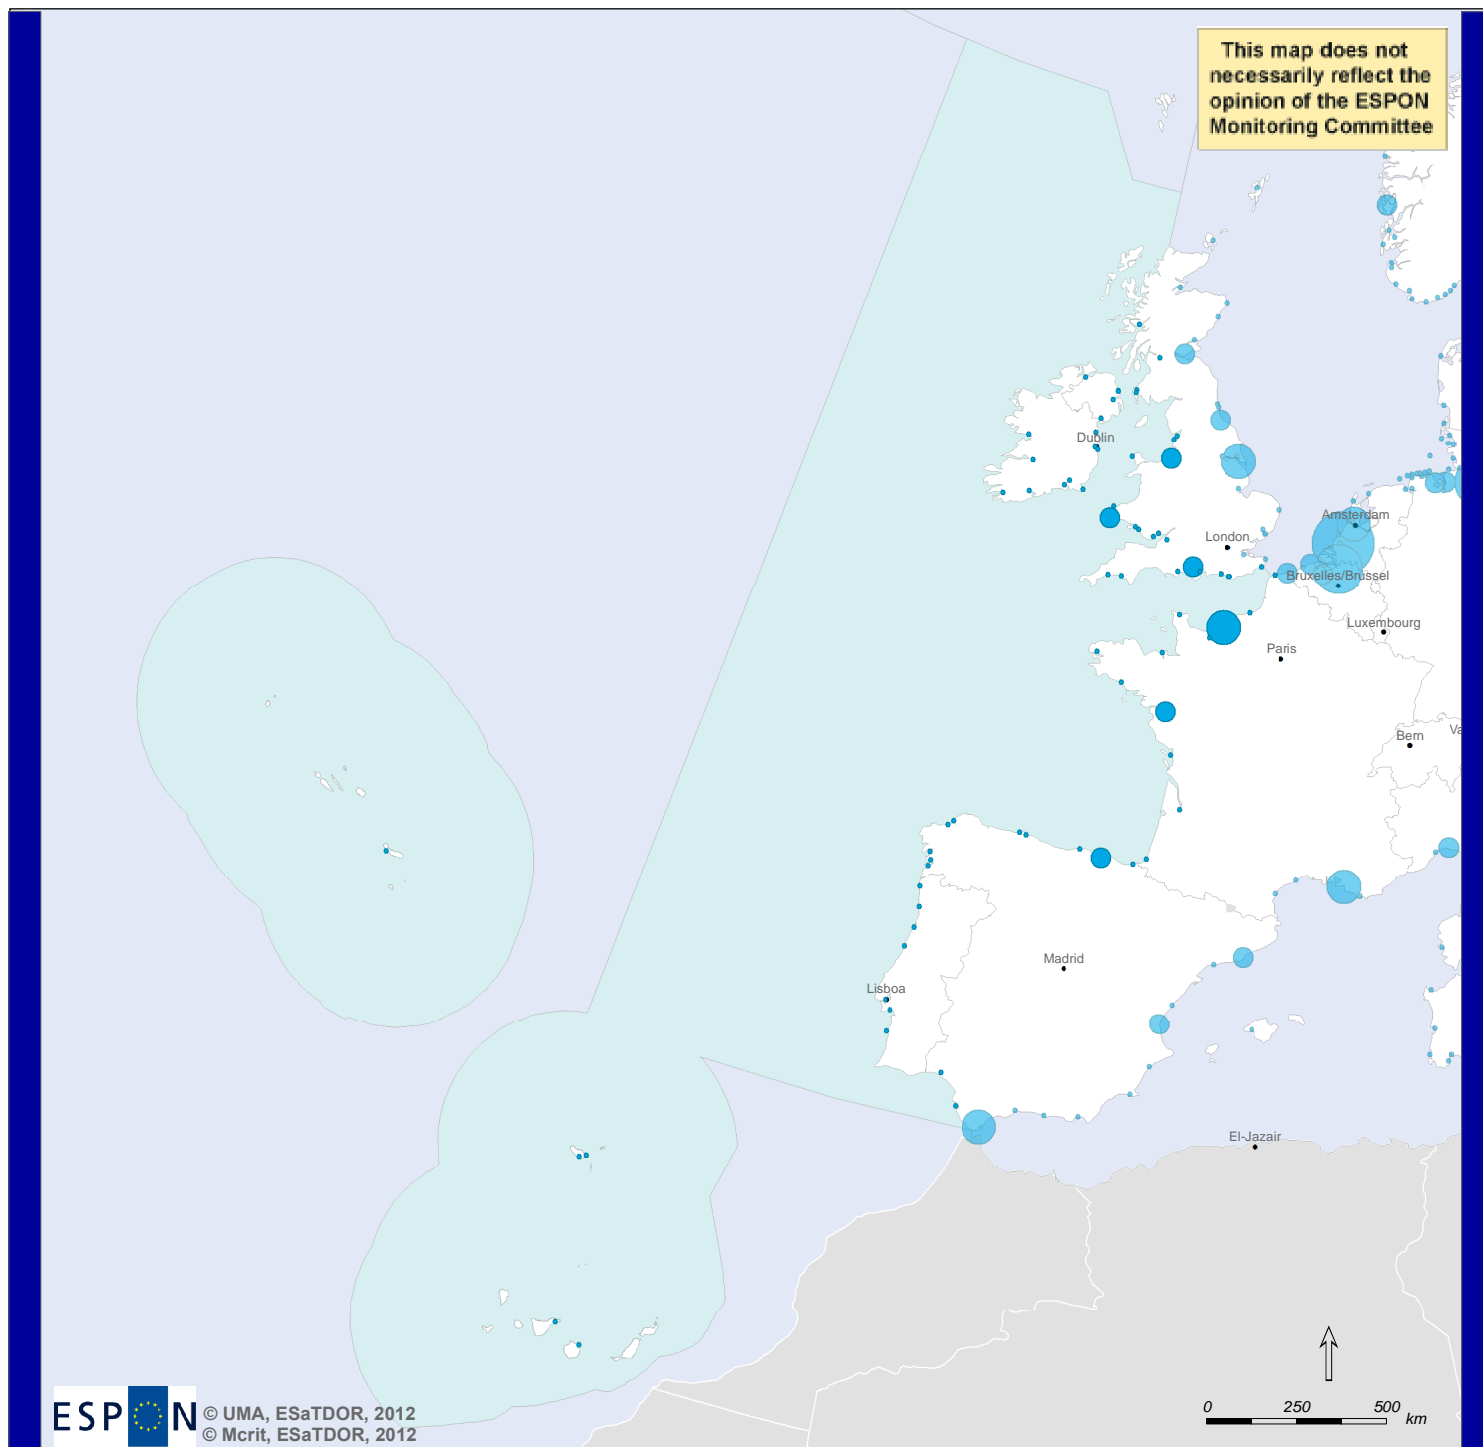 This map does not
necessarily reflect the
opinion of the ESPON
Monitoring Committee
Dublin
Amsterdam
London
Bruxelles/Brussel
Luxembourg
Paris
Bern
Va
Madrid
Lisboa
El-Jazair
0 250 500 km
ESPON
© UMA, ESaTDOR, 2012
© Mcrit, ESaTDOR, 2012